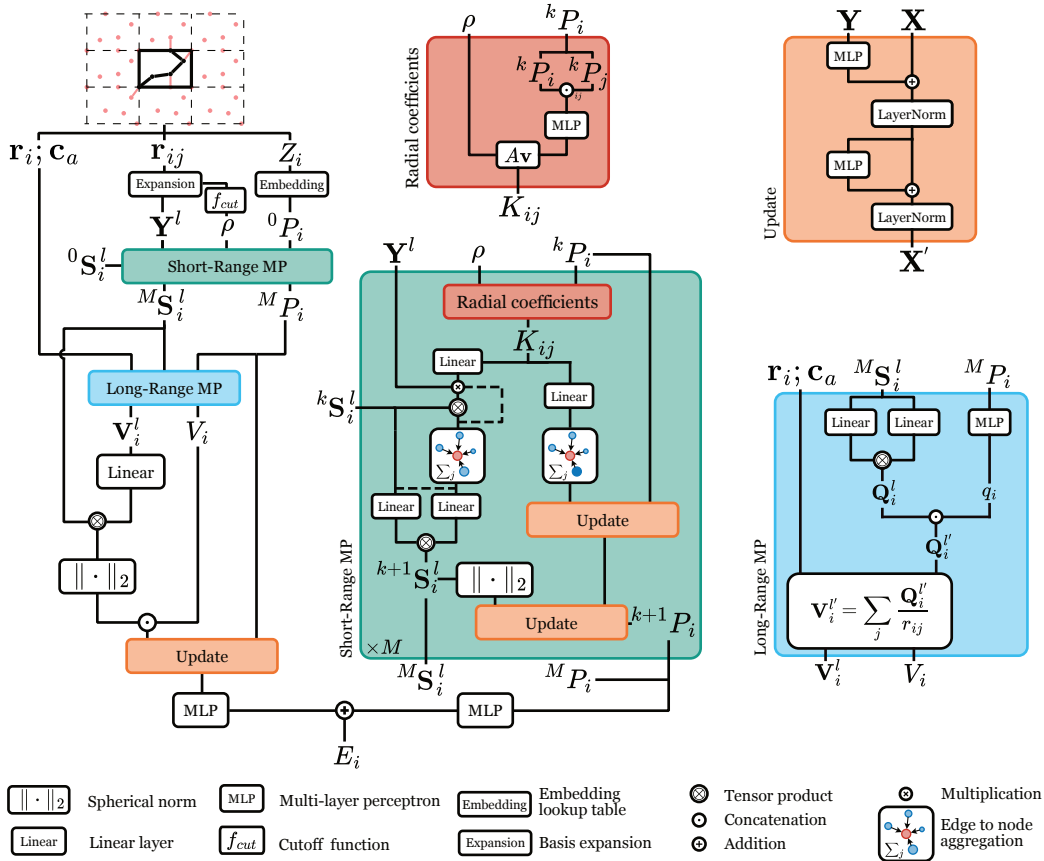 𝐫ᵢ; 𝐜ₐ
𝐫ᵢⱼ
Zᵢ
Expansion
f_cut
Embedding
𝐘ˡ
ρ
⁰Pᵢ
⁰𝐒ᵢˡ
Short-Range MP
ᴹ𝐒ᵢˡ
ᴹPᵢ
Long-Range MP
𝐕ᵢˡ
Vᵢ
Linear
‖ · ‖₂
Update
MLP
Eᵢ
MLP
Radial coefficients
ρ
ᵏPᵢ
ᵏPᵢ ᵏPⱼ
ij
MLP
A𝐯
Kᵢⱼ
Short-Range MP
𝐘ˡ
ρ
ᵏPᵢ
Radial coefficients
Kᵢⱼ
Linear
Linear
ᵏ𝐒ᵢˡ
∑ⱼ
∑ⱼ
Linear
Linear
Update
ᵏ⁺¹𝐒ᵢˡ
‖ · ‖₂
Update
ᵏ⁺¹Pᵢ
×M
ᴹ𝐒ᵢˡ
ᴹPᵢ
Update
𝐘
𝐗
MLP
LayerNorm
MLP
LayerNorm
𝐗′
Long-Range MP
𝐫ᵢ; 𝐜ₐ
ᴹ𝐒ᵢˡ
ᴹPᵢ
Linear
Linear
MLP
𝐐ᵢˡ
qᵢ
𝐐ᵢˡ′
𝐕ᵢˡ′ = ∑ⱼ 𝐐ᵢˡ′ / rᵢⱼ
𝐕ᵢˡ
Vᵢ
‖ · ‖₂ Spherical norm
Linear Linear layer
MLP Multi-layer perceptron
f_cut Cutoff function
Embedding Embedding
lookup table
Expansion Basis expansion
Tensor product
Concatenation
Addition
Multiplication
∑ⱼ Edge to node
aggregation